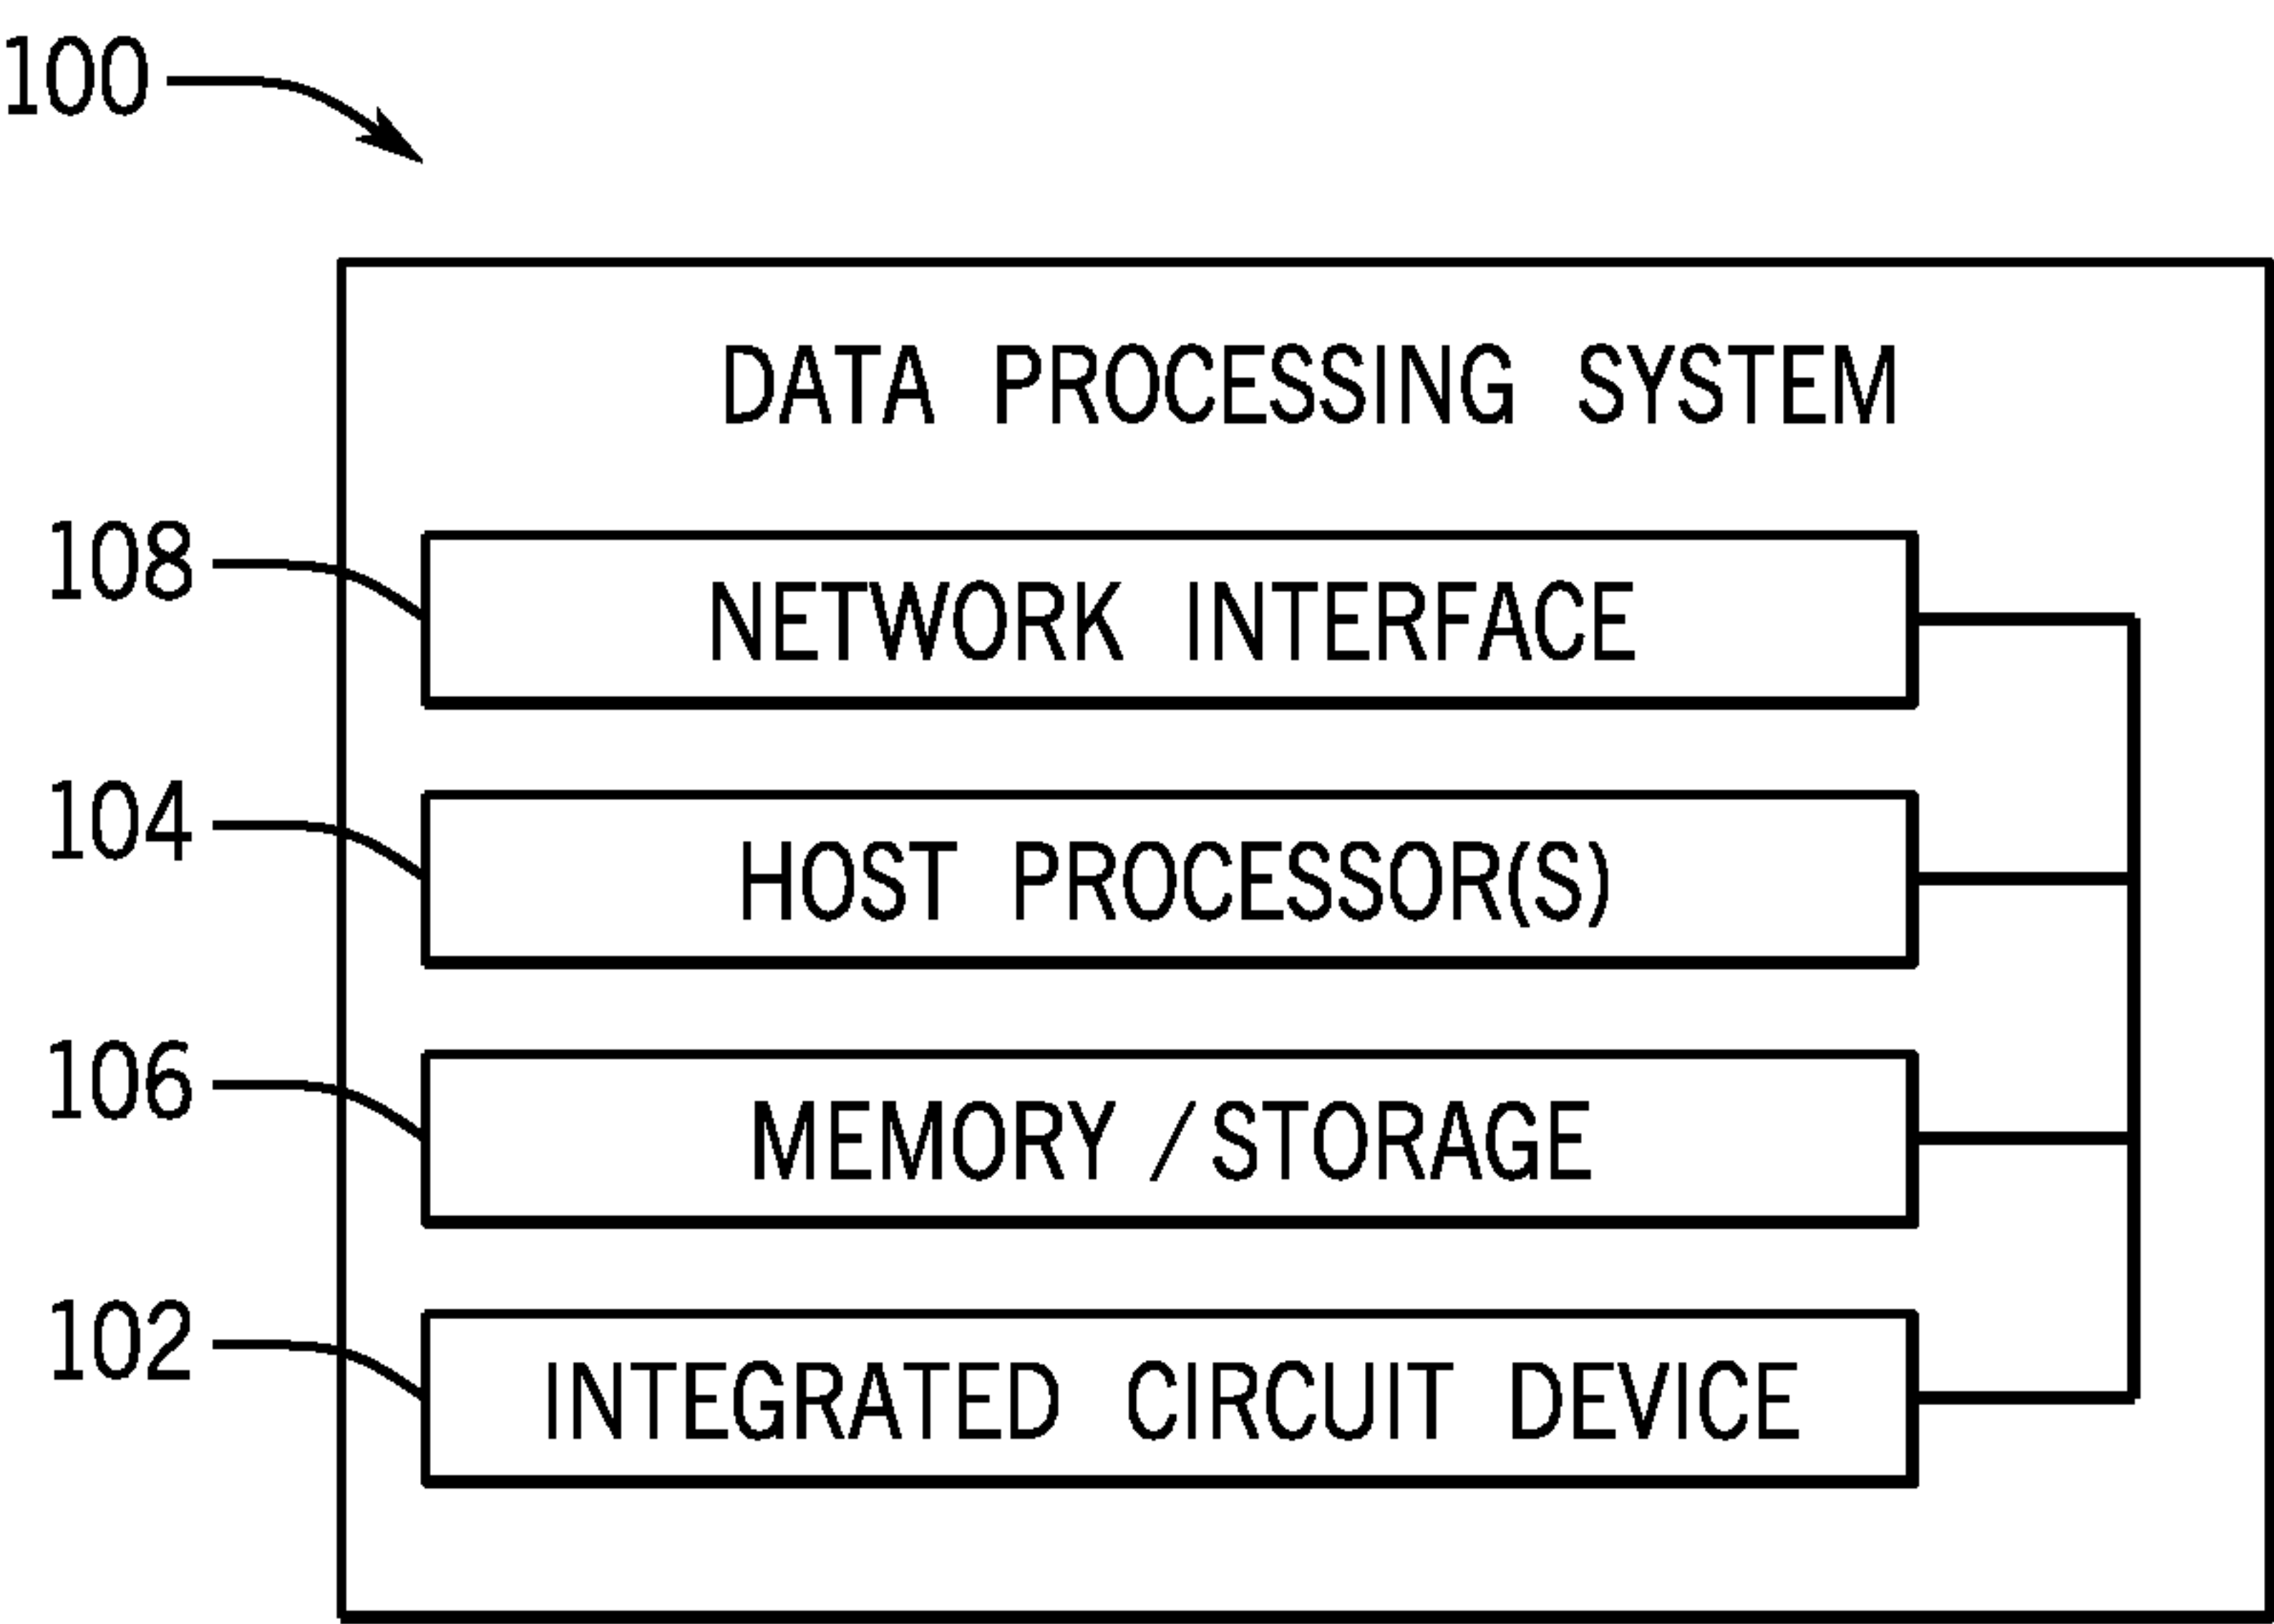 100
DATA PROCESSING SYSTEM
108
NETWORK INTERFACE
104
HOST PROCESSOR(S)
106
MEMORY / STORAGE
102
INTEGRATED CIRCUIT DEVICE